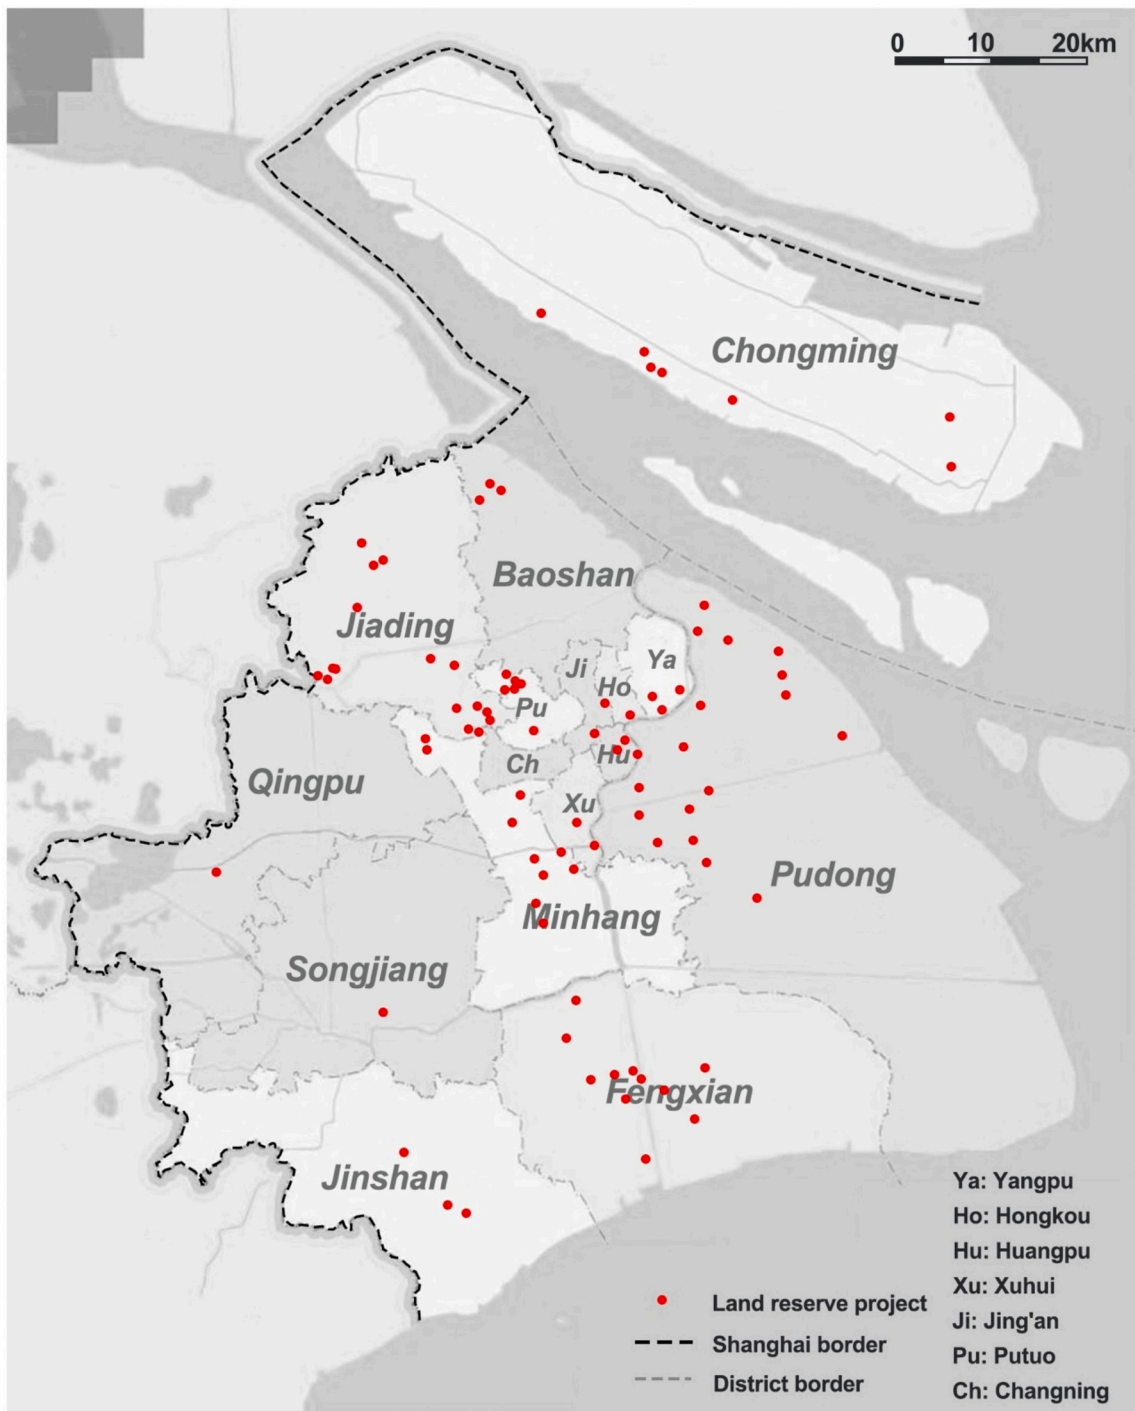 0 10 20km
Chongming
Baoshan
Jiading
Ya
Ji
Ho
Pu
Hu
Ch
Qingpu
Xu
Pudong
Minhang
Songjiang
Fengxian
Jinshan
Ya: Yangpu
Ho: Hongkou
Hu: Huangpu
Xu: Xuhui
Ji: Jing'an
Pu: Putuo
Ch: Changning
Land reserve project
Shanghai border
District border